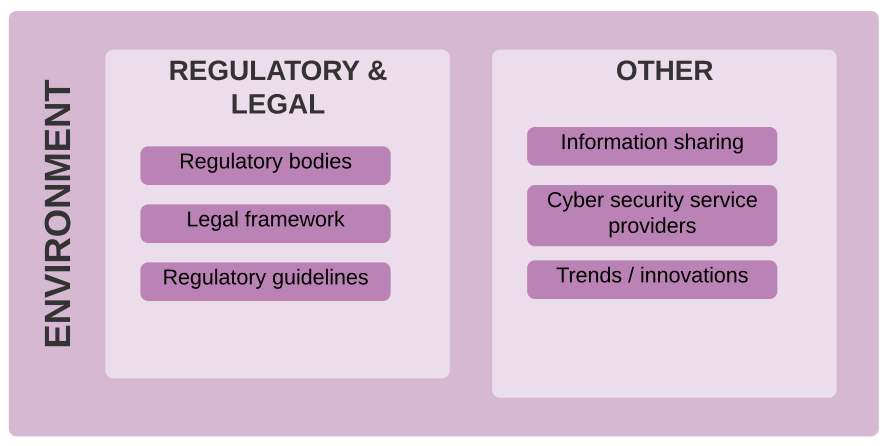 ENVIRONMENT
REGULATORY &
LEGAL
Regulatory bodies
Legal framework
Regulatory guidelines
OTHER
Information sharing
Cyber security service
providers
Trends / innovations